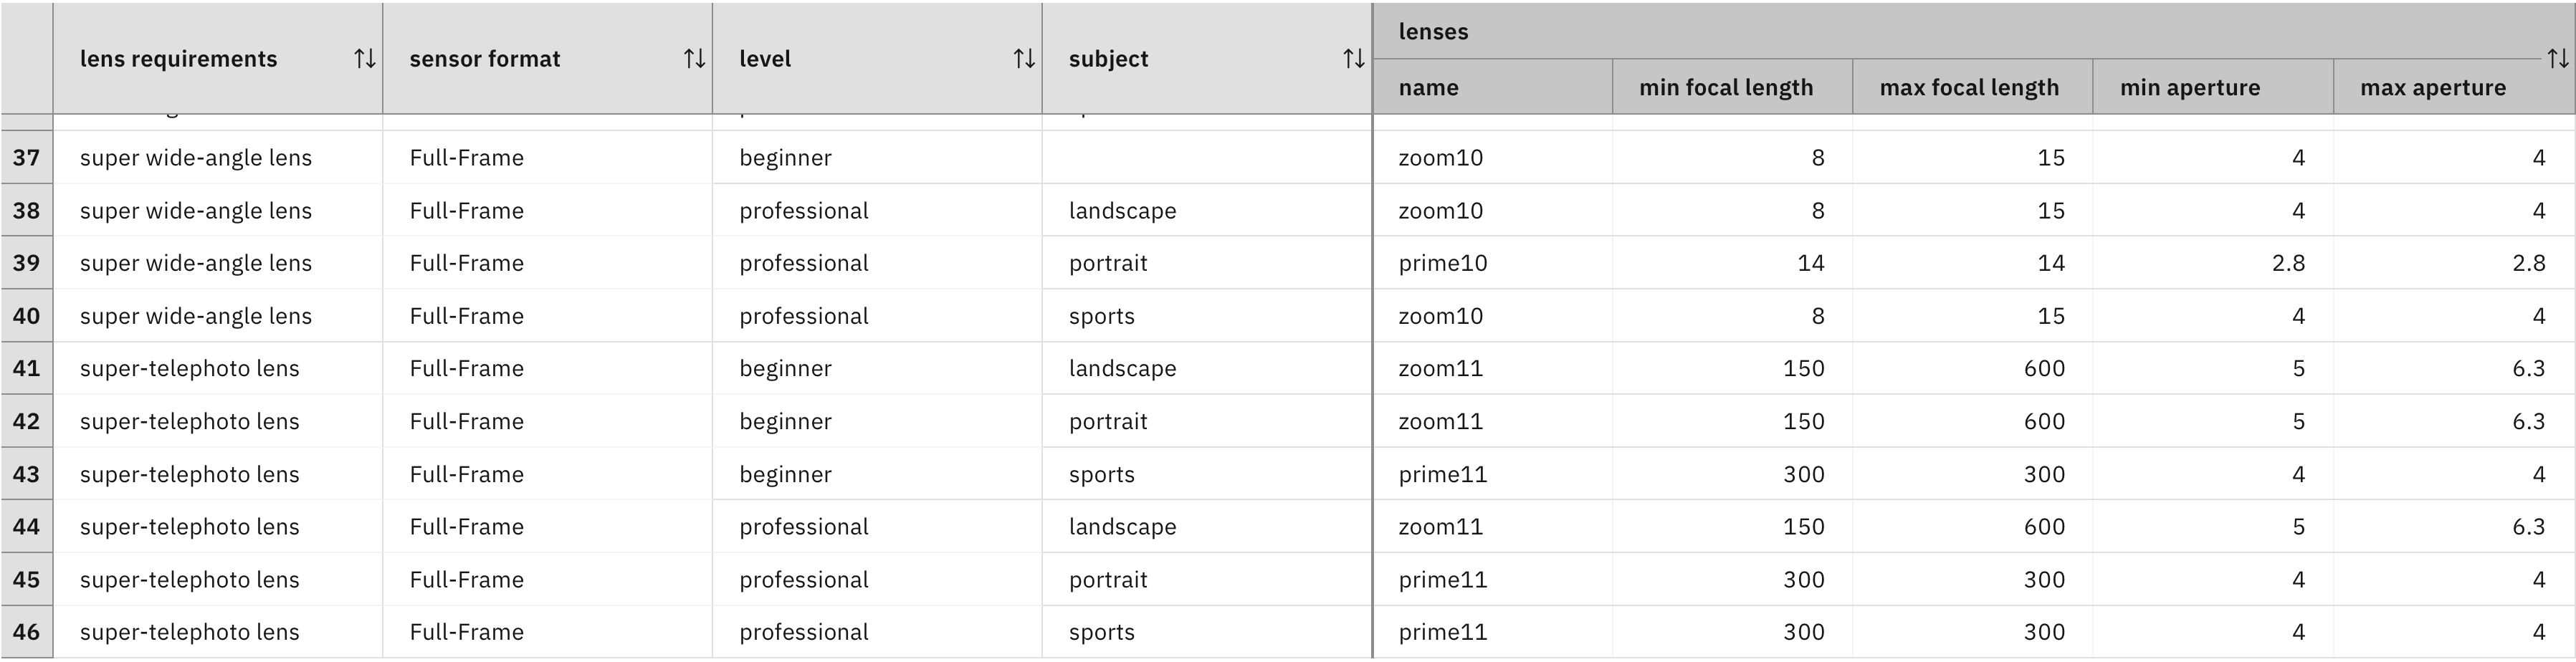 lens requirements ↑↓ sensor format ↑↓ level ↑↓ subject ↑↓ lenses ↑↓
name min focal length max focal length min aperture max aperture
37 super wide-angle lens Full-Frame beginner zoom10 8 15 4 4
38 super wide-angle lens Full-Frame professional landscape zoom10 8 15 4 4
39 super wide-angle lens Full-Frame professional portrait prime10 14 14 2.8 2.8
40 super wide-angle lens Full-Frame professional sports zoom10 8 15 4 4
41 super-telephoto lens Full-Frame beginner landscape zoom11 150 600 5 6.3
42 super-telephoto lens Full-Frame beginner portrait zoom11 150 600 5 6.3
43 super-telephoto lens Full-Frame beginner sports prime11 300 300 4 4
44 super-telephoto lens Full-Frame professional landscape zoom11 150 600 5 6.3
45 super-telephoto lens Full-Frame professional portrait prime11 300 300 4 4
46 super-telephoto lens Full-Frame professional sports prime11 300 300 4 4